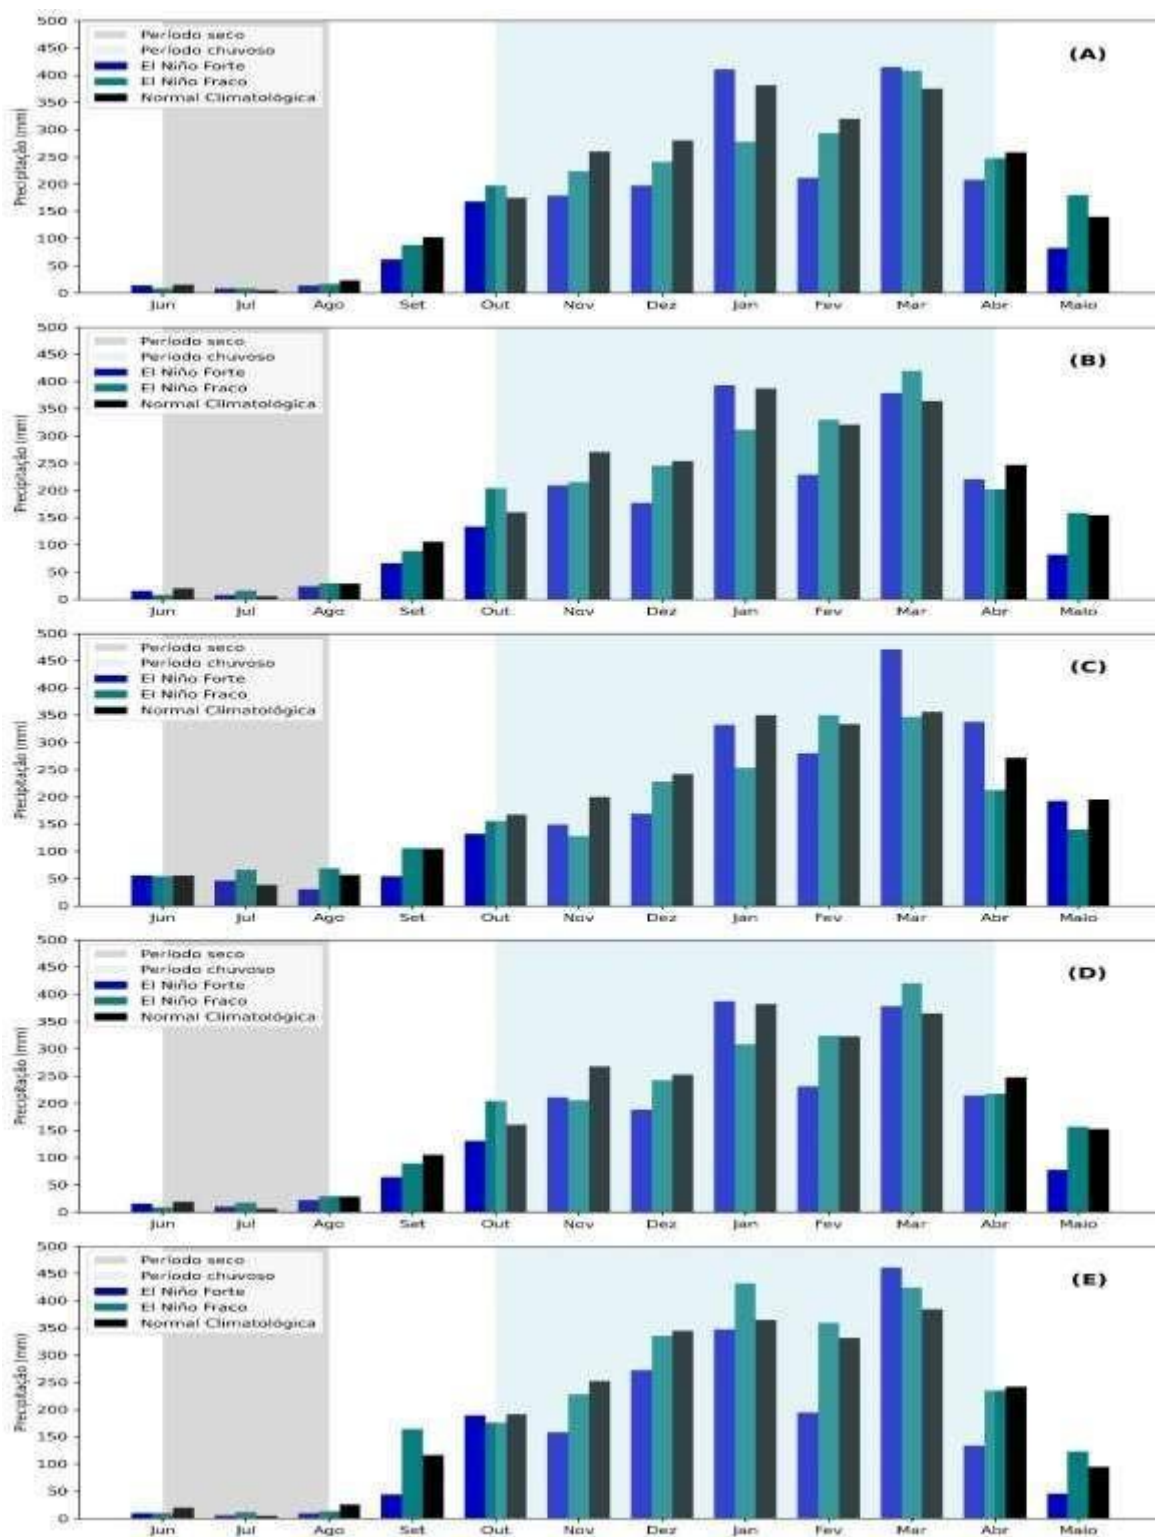 500
450
400
350
300
250
200
150
100
50
0
Precipitação (mm)
Período seco
Período chuvoso
El Niño Forte
El Niño Fraco
Normal Climatológica
(A)
Jun Jul Ago Set Out Nov Dez Jan Fev Mar Abr Maio
500
450
400
350
300
250
200
150
100
50
0
Precipitação (mm)
Período seco
Período chuvoso
El Niño Forte
El Niño Fraco
Normal Climatológica
(B)
Jun Jul Ago Set Out Nov Dez Jan Fev Mar Abr Maio
500
450
400
350
300
250
200
150
100
50
0
Precipitação (mm)
Período seco
Período chuvoso
El Niño Forte
El Niño Fraco
Normal Climatológica
(C)
Jun Jul Ago Set Out Nov Dez Jan Fev Mar Abr Maio
500
450
400
350
300
250
200
150
100
50
0
Precipitação (mm)
Período seco
Período chuvoso
El Niño Forte
El Niño Fraco
Normal Climatológica
(D)
Jun Jul Ago Set Out Nov Dez Jan Fev Mar Abr Maio
500
450
400
350
300
250
200
150
100
50
0
Precipitação (mm)
Período seco
Período chuvoso
El Niño Forte
El Niño Fraco
Normal Climatológica
(E)
Jun Jul Ago Set Out Nov Dez Jan Fev Mar Abr Maio